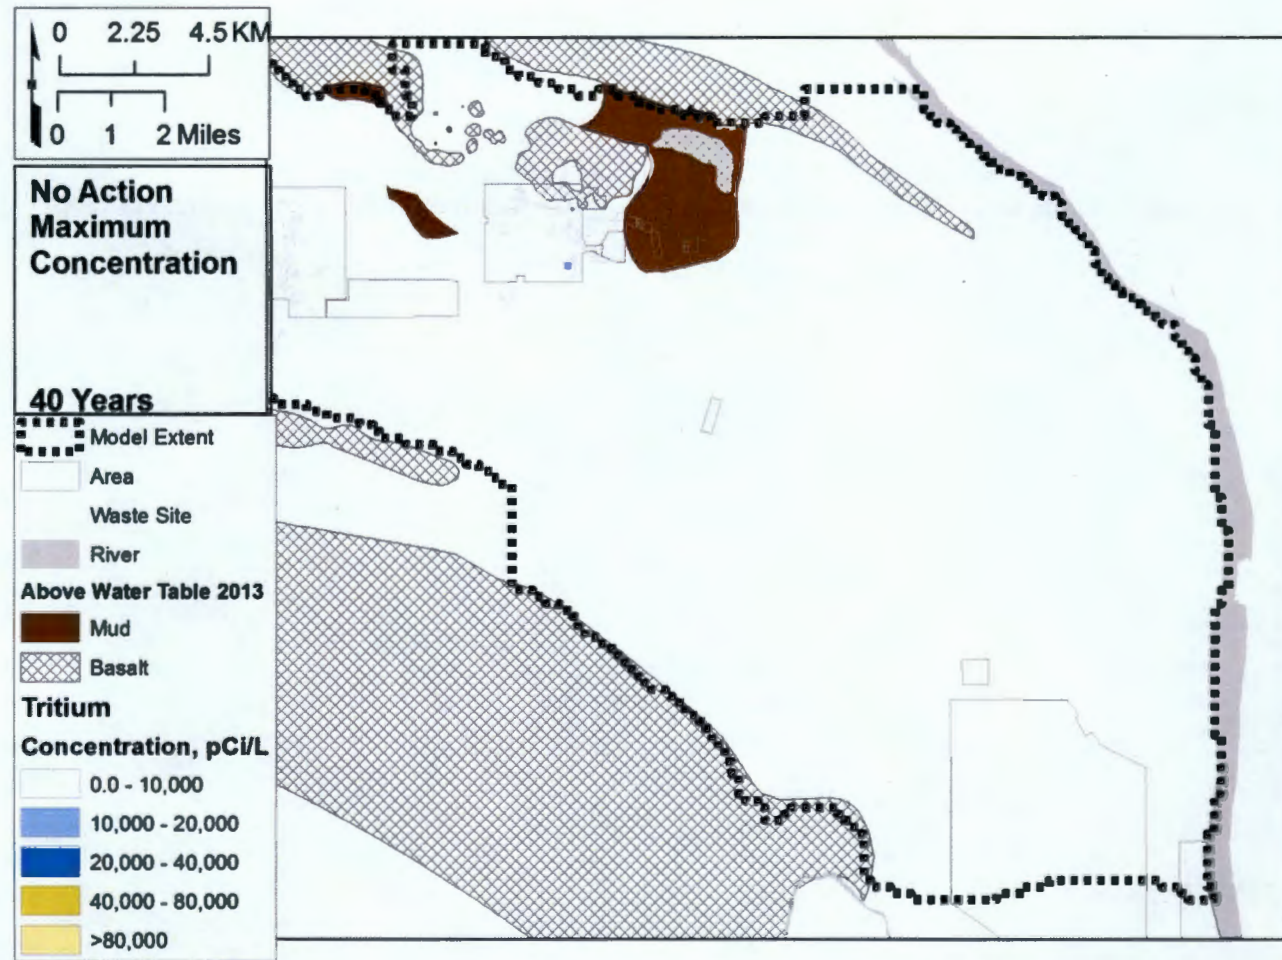 0 2.25 4.5 KM
0 1 2 Miles
No Action
Maximum
Concentration
40 Years
Model Extent
Area
Waste Site
River
Above Water Table 2013
Mud
Basalt
Tritium
Concentration, pCi/L
0.0 - 10,000
10,000 - 20,000
20,000 - 40,000
40,000 - 80,000
>80,000